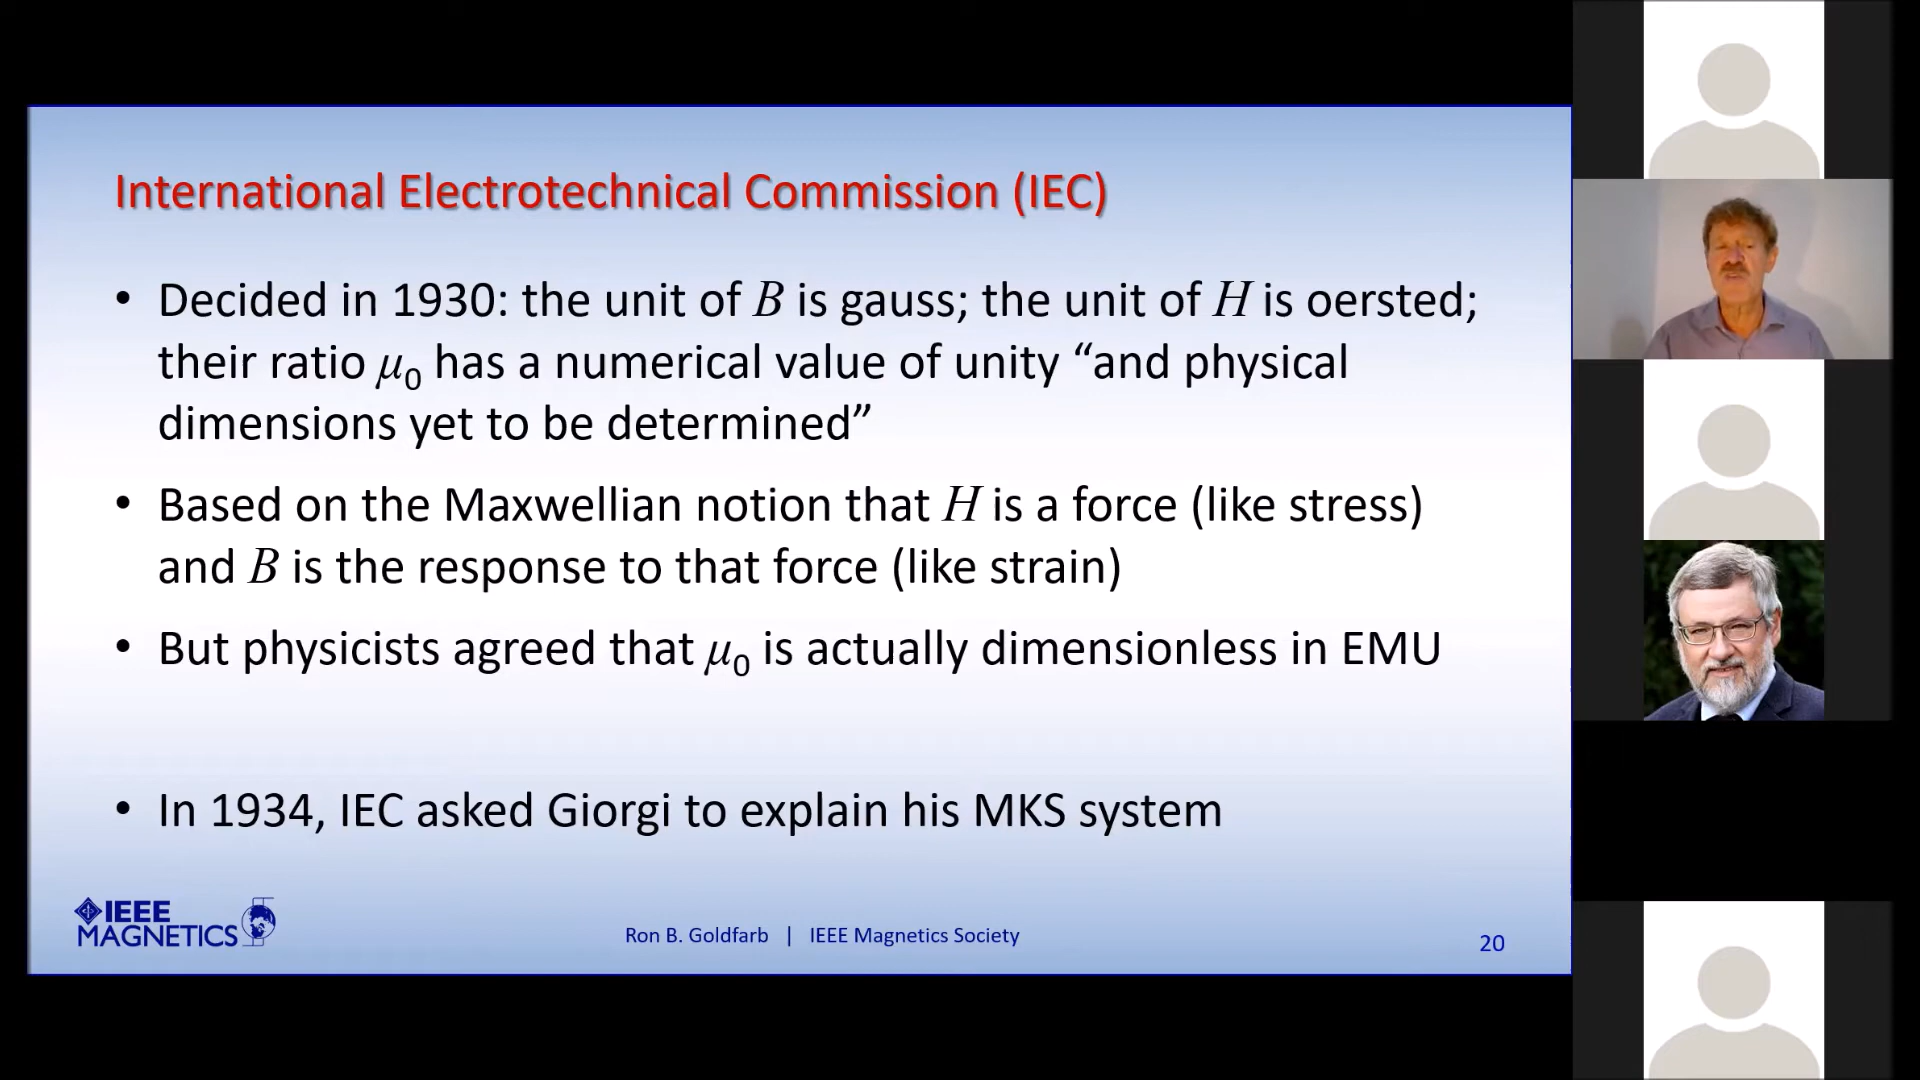 International Electrotechnical Commission (IEC)
• Decided in 1930: the unit of B is gauss; the unit of H is oersted;
their ratio μ₀ has a numerical value of unity “and physical
dimensions yet to be determined”
• Based on the Maxwellian notion that H is a force (like stress)
and B is the response to that force (like strain)
• But physicists agreed that μ₀ is actually dimensionless in EMU
• In 1934, IEC asked Giorgi to explain his MKS system
IEEE
MAGNETICS
Ron B. Goldfarb | IEEE Magnetics Society
20